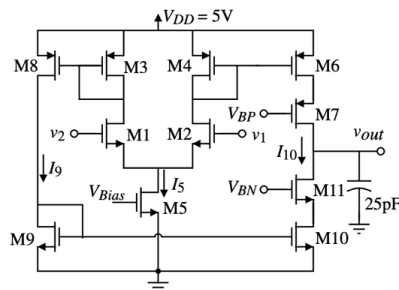 V_DD = 5V
M8
M3
M4
M6
V_BP
M7
v_2
M1
M2
v_1
v_out
I_9
I_5
I_10
V_Bias
M5
V_BN
M11
25pF
M9
M10